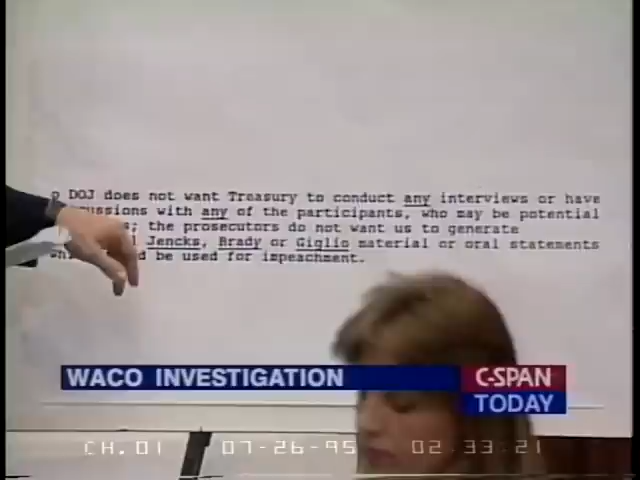 o DOJ does not want Treasury to conduct any interviews or have
ussions with any of the participants, who may be potential
s; the prosecutors do not want us to generate
l Jencks, Brady or Giglio material or oral statements
d be used for impeachment.
WACO INVESTIGATION
C-SPAN
TODAY
CH.01 07-26-95 02.33.21